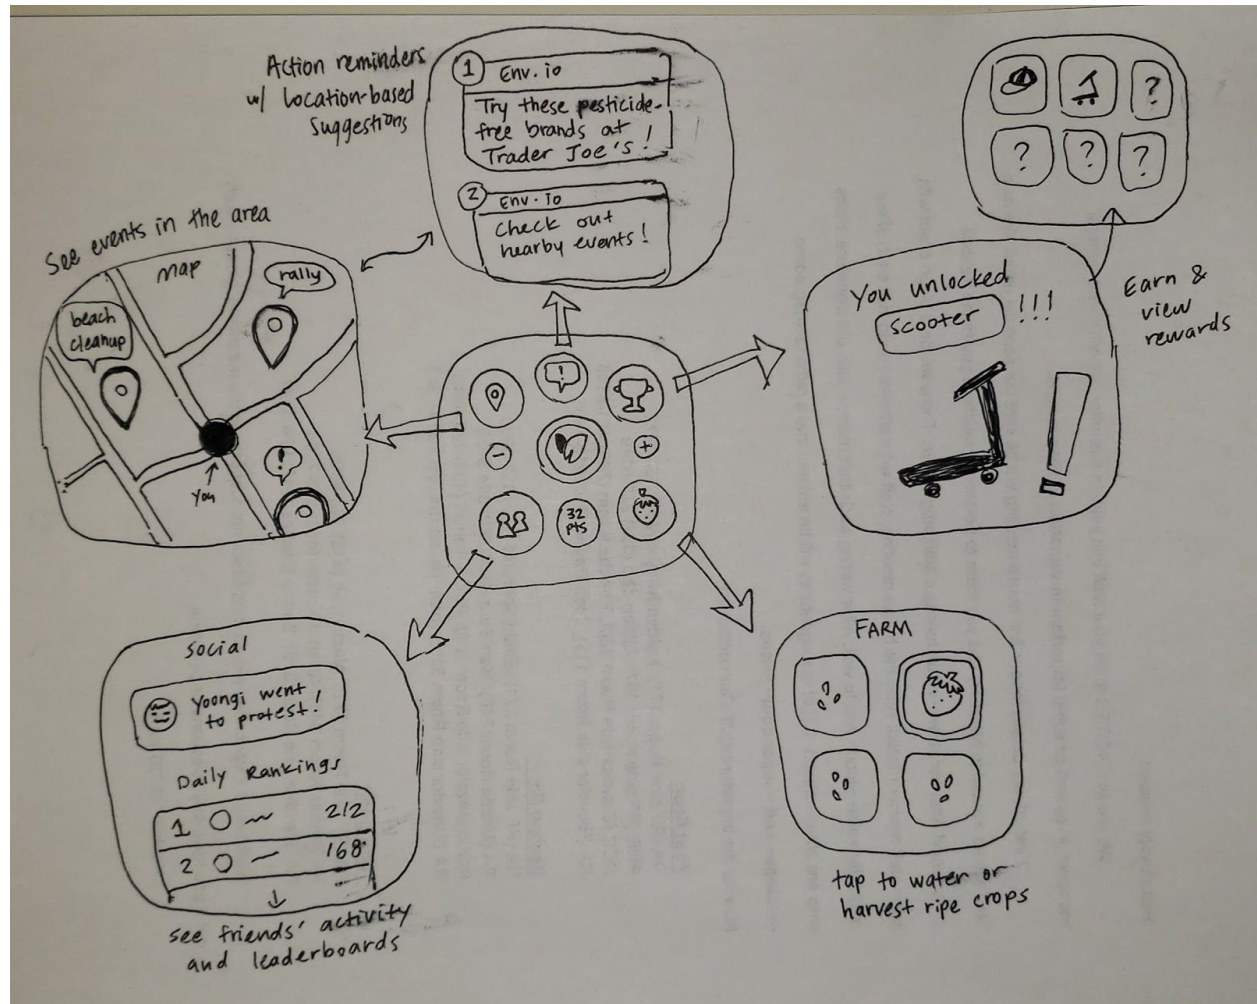 Action reminders
w/ location-based
suggestions
1
Env.io
Try these pesticide-
free brands at
Trader Joe's!
2
Env.io
Check out
nearby events!
?
? ? ?
See events in the area
Map
rally
beach
cleanup
!
You
!
+
-
32
pts
You unlocked
scooter !!!
!
Earn &
view
rewards
Social
Yoongi went
to protest!
Daily Rankings
1 212
2 168
see friends' activity
and leaderboards
FARM
tap to water or
harvest ripe crops